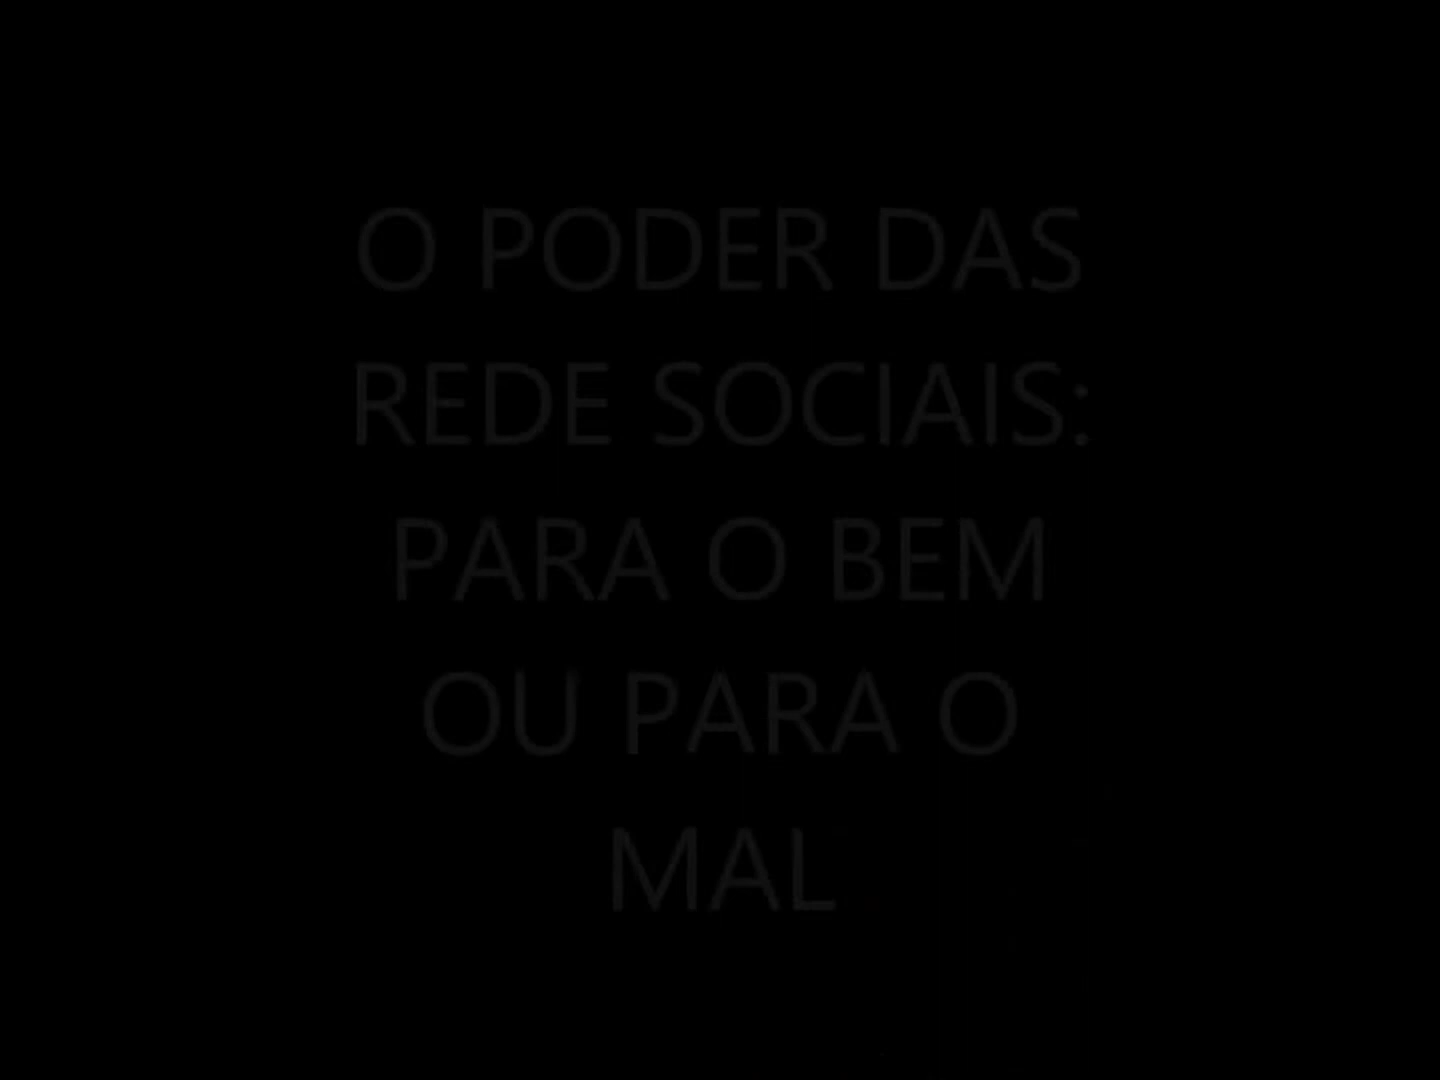 O PODER DAS
REDE SOCIAIS:
PARA O BEM
OU PARA O
MAL